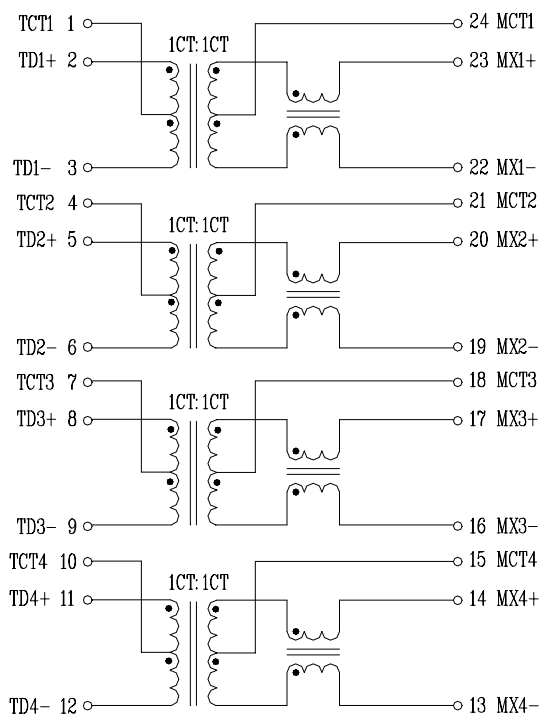 TCT1 1 24 MCT1
1CT:1CT
TD1+ 2 23 MX1+
TD1- 3 22 MX1-
TCT2 4 21 MCT2
1CT:1CT
TD2+ 5 20 MX2+
TD2- 6 19 MX2-
TCT3 7 18 MCT3
1CT:1CT
TD3+ 8 17 MX3+
TD3- 9 16 MX3-
TCT4 10 15 MCT4
1CT:1CT
TD4+ 11 14 MX4+
TD4- 12 13 MX4-